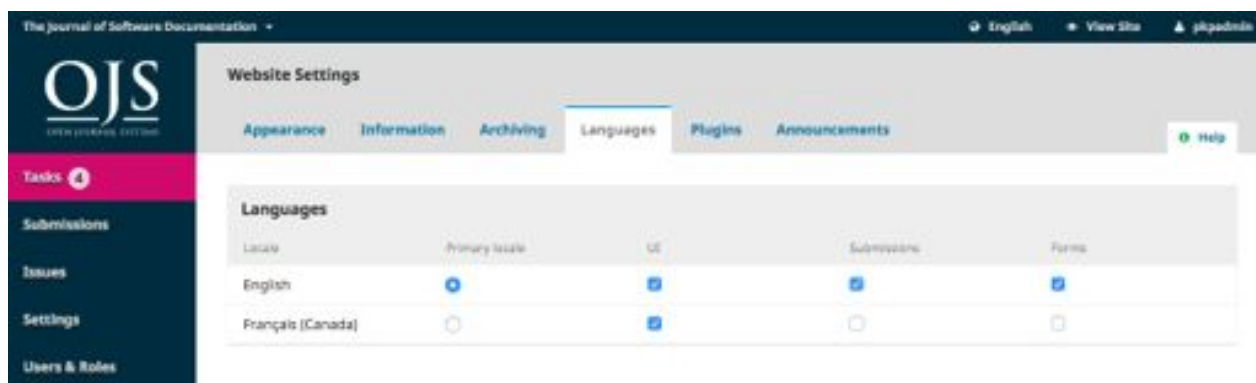 The Journal of Software Documentation
English View Site pkpadmin
OJS
OPEN JOURNAL SYSTEMS
Website Settings
Appearance Information Archiving Languages Plugins Announcements
Help
Tasks 4
Submissions
Issues
Settings
Users & Roles
Languages
Locale Primary locale UI Submissions Forms
English
Français (Canada)